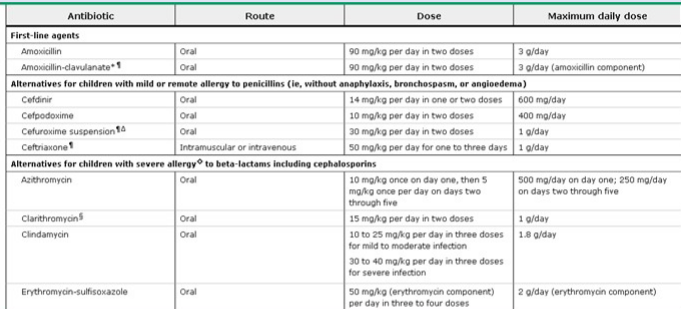 Antibiotic Route Dose Maximum daily dose
First-line agents
Amoxicillin Oral 90 mg/kg per day in two doses 3 g/day
Amoxicillin-clavulanate*¶ Oral 90 mg/kg per day in two doses 3 g/day (amoxicillin component)
Alternatives for children with mild or remote allergy to penicillins (ie, without anaphylaxis, bronchospasm, or angioedema)
Cefdinir Oral 14 mg/kg per day in one or two doses 600 mg/day
Cefpodoxime Oral 10 mg/kg per day in two doses 400 mg/day
Cefuroxime suspension¶Δ Oral 30 mg/kg per day in two doses 1 g/day
Ceftriaxone¶ Intramuscular or intravenous 50 mg/kg per day for one to three days 1 g/day
Alternatives for children with severe allergy◊ to beta-lactams including cephalosporins
Azithromycin Oral 10 mg/kg once on day one, then 5 500 mg/day on day one; 250 mg/day
mg/kg once per day on days two on days two through five
through five
Clarithromycin§ Oral 15 mg/kg per day in two doses 1 g/day
Clindamycin Oral 10 to 25 mg/kg per day in three doses 1.8 g/day
for mild to moderate infection
30 to 40 mg/kg per day in three doses
for severe infection
Erythromycin-sulfisoxazole Oral 50 mg/kg (erythromycin component) 2 g/day (erythromycin component)
per day in three to four doses